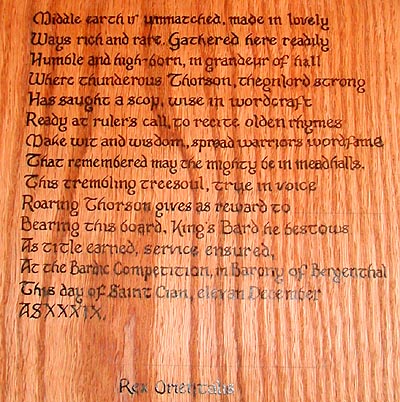 Middle earth is unmatched, made in lovely
Ways rich and rare. Gathered here readily
Humble and high-born, in grandeur of hall
Where thunderous Thorson, thegnlord strong
Has saught a scop, wise in wordcraft
Ready at ruler's call, to recite olden rhymes
Make wit and wisdom, spread warriors wordfame
That remembered may the mighty be in meadhalls.
This trembling treesoul, true in voice
Roaring Thorson gives as reward to
Bearing this board, King's Bard he bestows
As title earned, service ensured,
At the Bardic Competition, in Barony of Bergenthal
This day of Saint Cian, eleven December
AS XXXIX.
Rex Orientalis